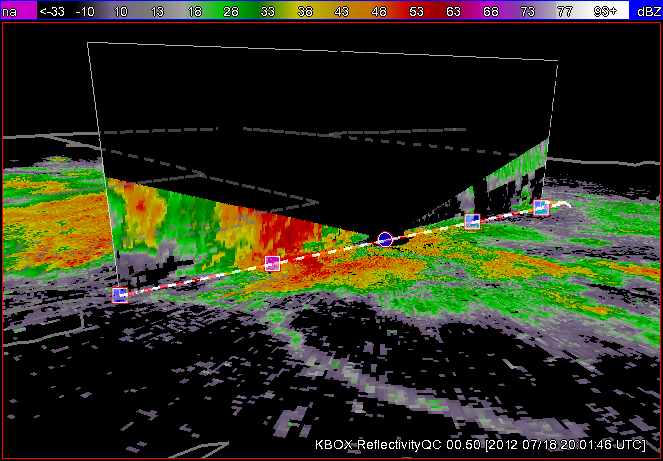 na <-33 -10 10 13 18 28 33 38 43 48 53 63 68 73 77 93+ dBZ
KBOX ReflectivityQC 00.50 [2012 07/18 20:01:46 UTC]